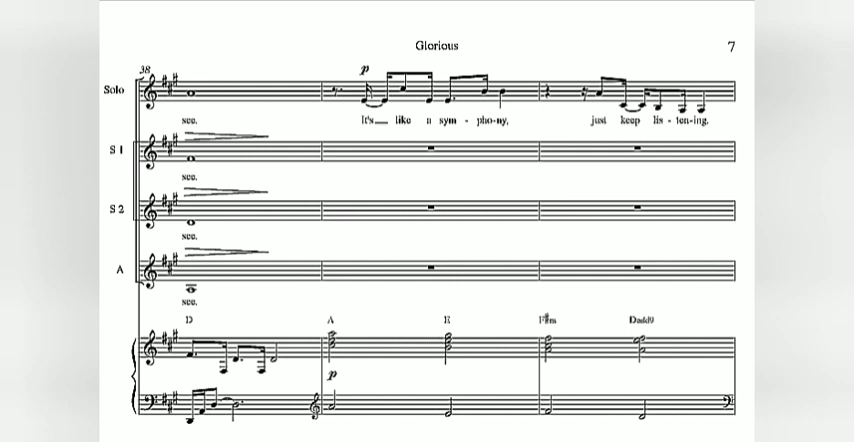 Glorious 7
38
p
Solo
see. It's like a sym - pho-ny, just keep lis - ten-ing.
S 1
see.
S 2
see.
A
see.
D A E F#m Dadd9
p